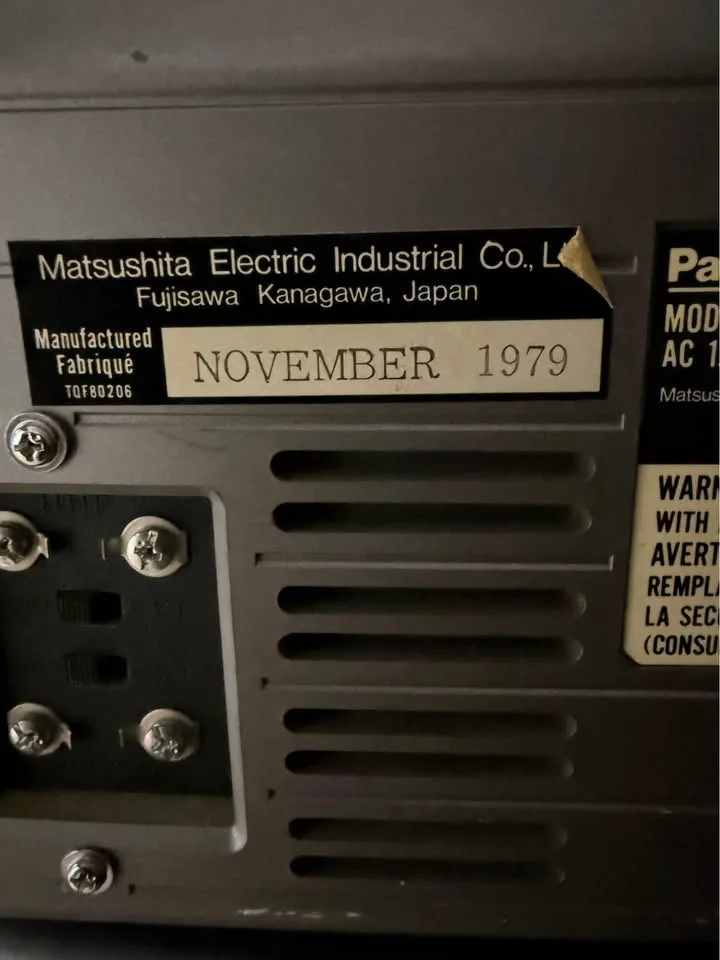 Matsushita Electric Industrial Co., L
Fujisawa Kanagawa, Japan
Manufactured
Fabriqué
TQF80206
NOVEMBER 1979
Pa
MOD
AC 1
Matsus
WARN
WITH
AVERT
REMPLA
LA SEC
(CONSU